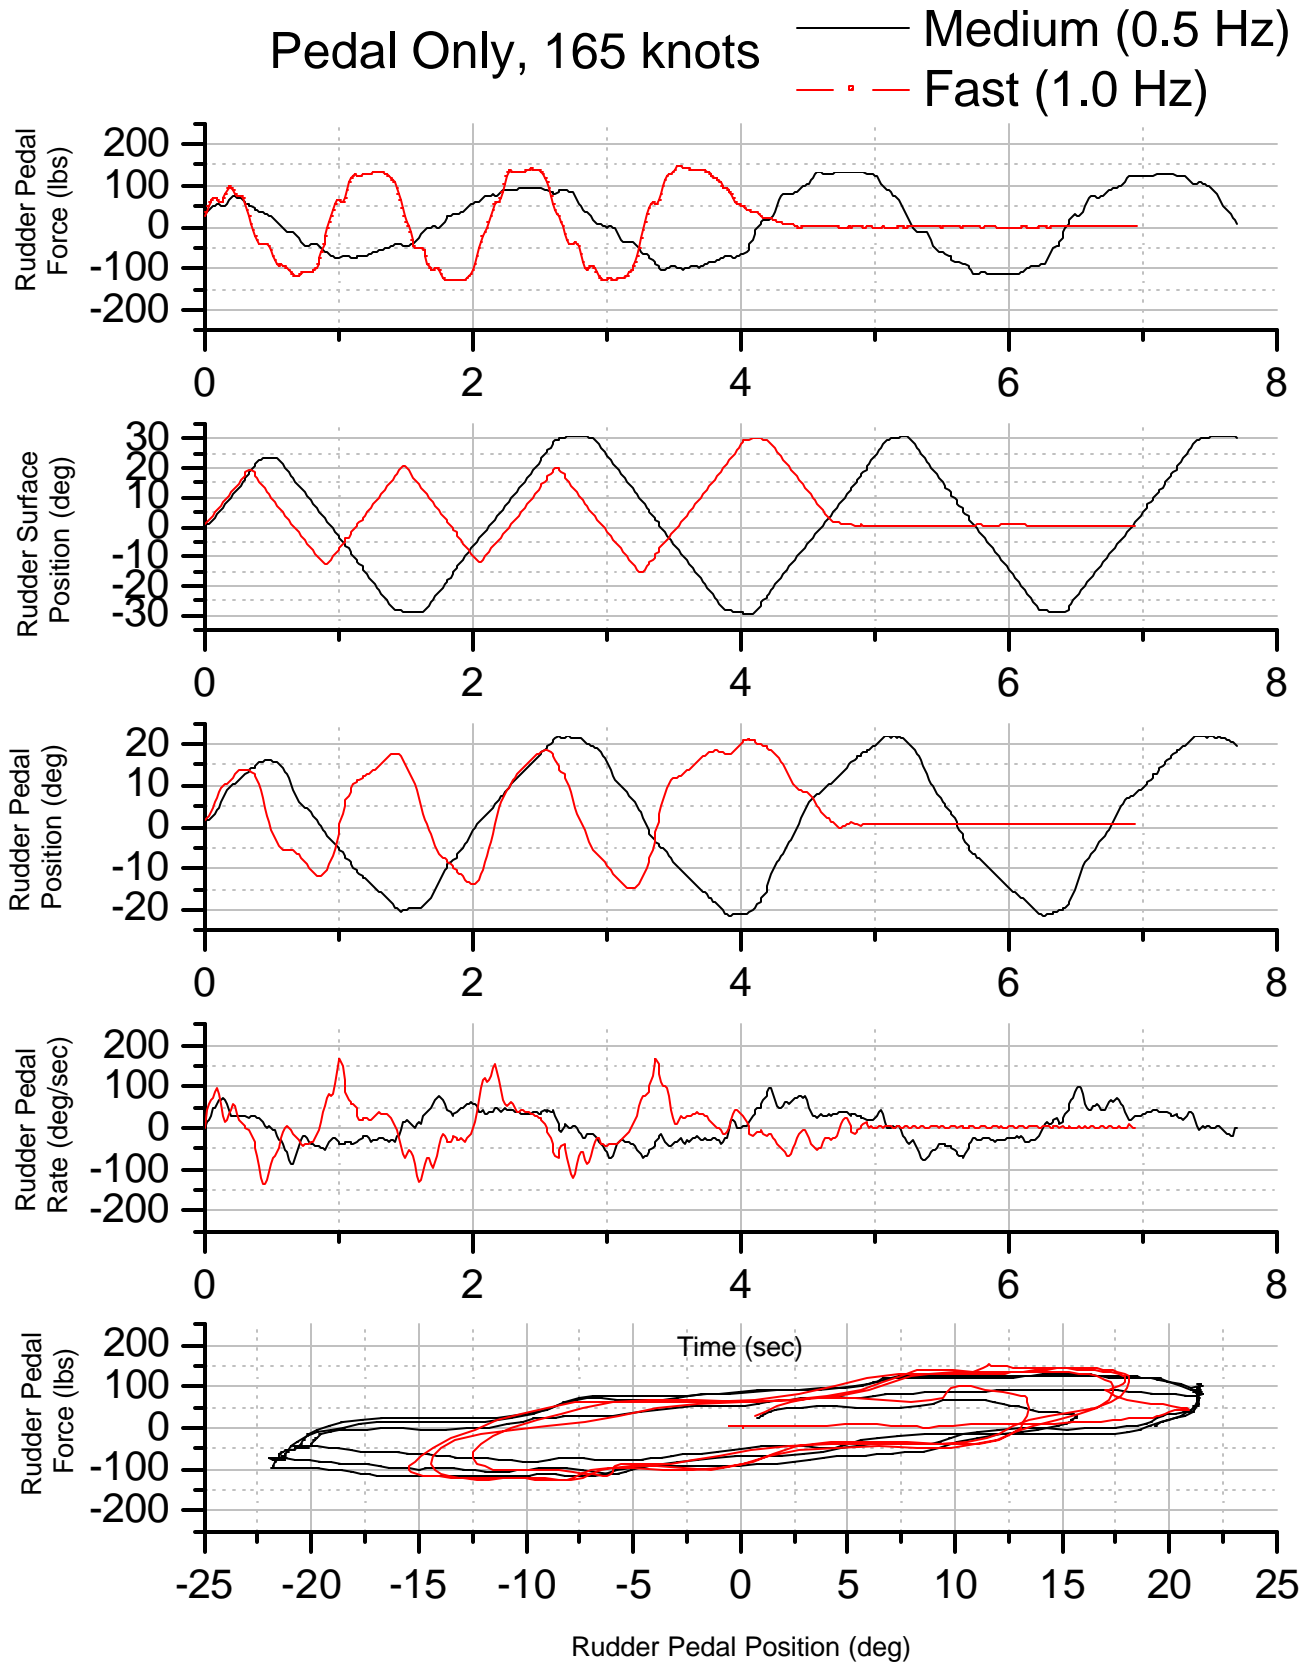 Pedal Only, 165 knots
Medium (0.5 Hz)
Fast (1.0 Hz)
Rudder Pedal
Force (lbs)
200
100
0
-100
-200
0 2 4 6 8
Rudder Surface
Position (deg)
30
20
10
0
-10
-20
-30
0 2 4 6 8
Rudder Pedal
Position (deg)
20
10
0
-10
-20
0 2 4 6 8
Rudder Pedal
Rate (deg/sec)
200
100
0
-100
-200
0 2 4 6 8
Time (sec)
Rudder Pedal
Force (lbs)
200
100
0
-100
-200
-25 -20 -15 -10 -5 0 5 10 15 20 25
Rudder Pedal Position (deg)